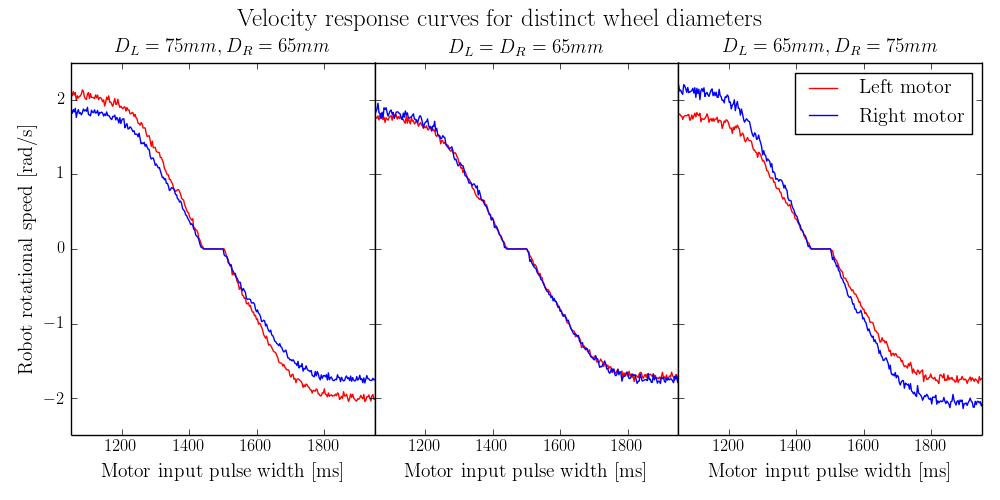 Velocity response curves for distinct wheel diameters
D_L = 75mm, D_R = 65mm
D_L = D_R = 65mm
D_L = 65mm, D_R = 75mm
Left motor
Right motor
Robot rotational speed [rad/s]
2
1
0
−1
−2
1200 1400 1600 1800
1200 1400 1600 1800
1200 1400 1600 1800
Motor input pulse width [ms]
Motor input pulse width [ms]
Motor input pulse width [ms]